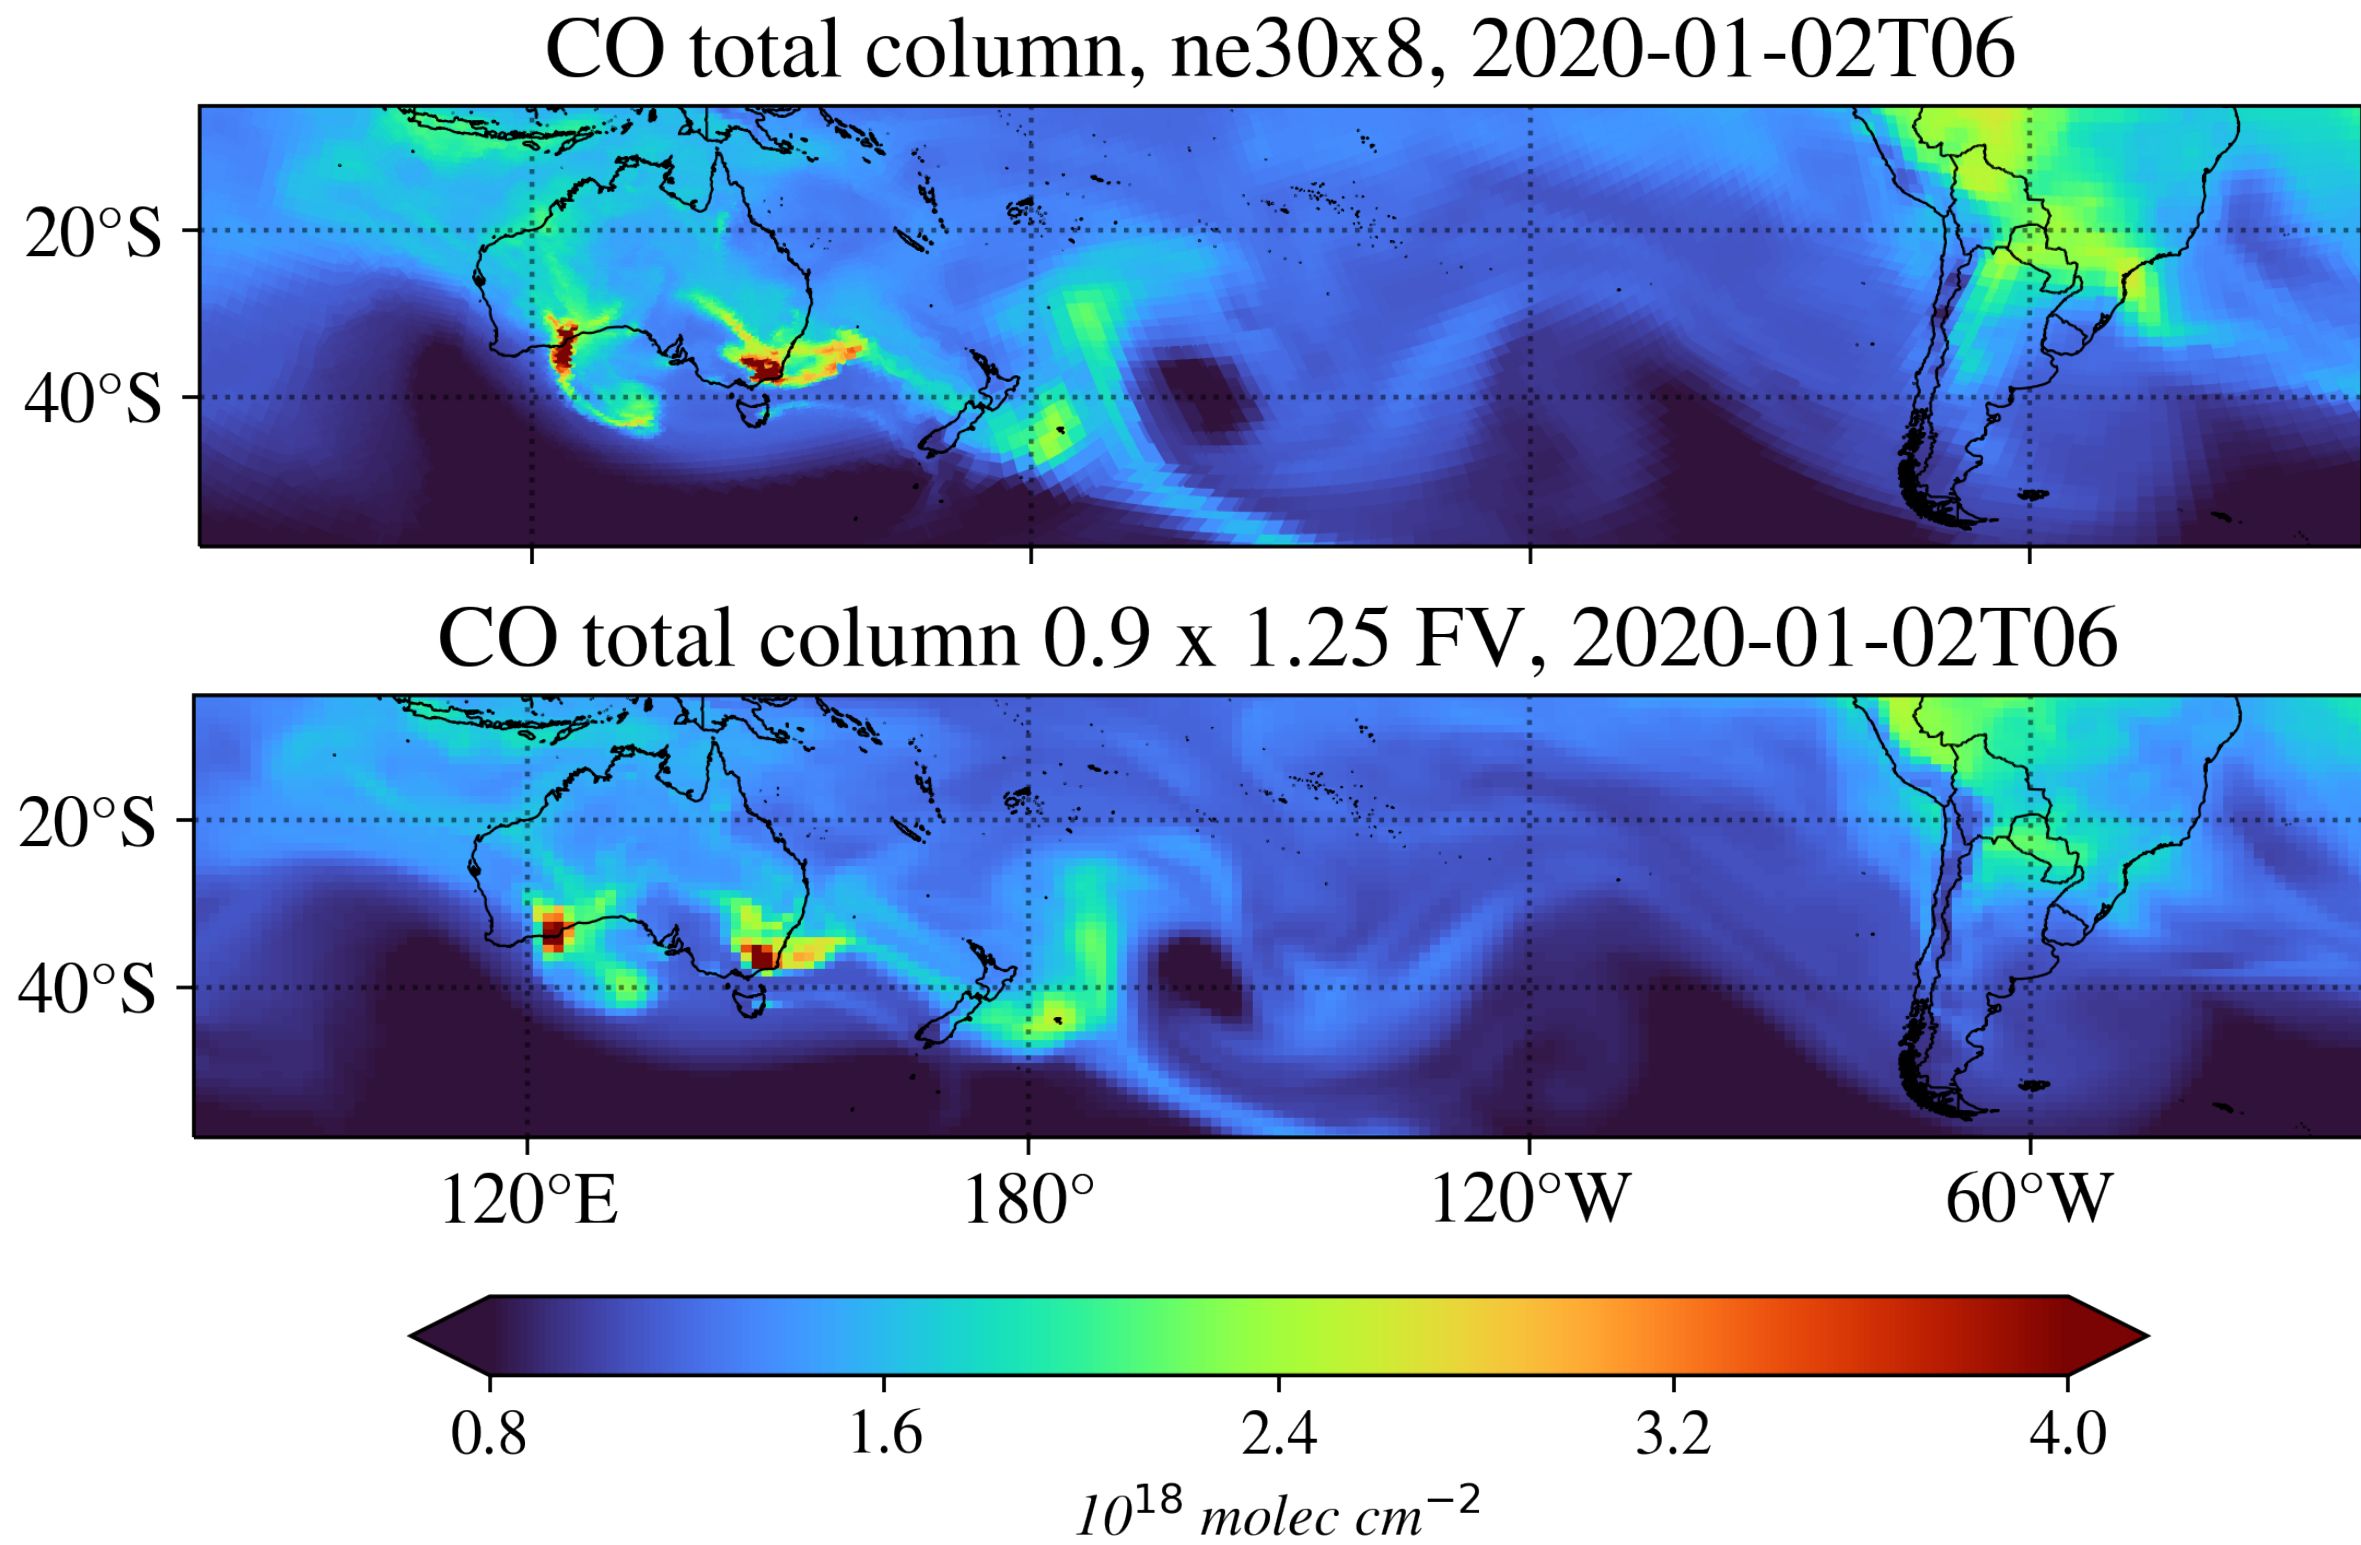 CO total column, ne30x8, 2020-01-02T06
20°S
40°S
CO total column 0.9 x 1.25 FV, 2020-01-02T06
20°S
40°S
120°E 180° 120°W 60°W
0.8 1.6 2.4 3.2 4.0
10¹⁸ molec cm⁻²